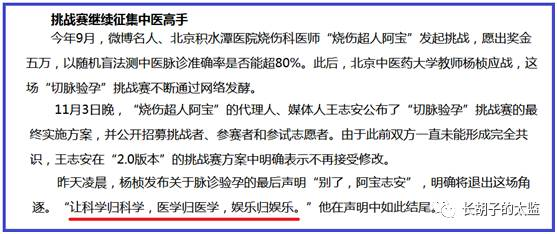 挑战赛继续征集中医高手
今年9月，微博名人、北京积水潭医院烧伤科医师“烧伤超人阿宝”发起挑战，愿出奖金
五万，以随机盲法测中医脉诊准确率是否能超80%。此后，北京中医药大学教师杨桢应战，这
场“切脉验孕”挑战赛不断通过网络发酵。
11月3日晚，“烧伤超人阿宝”的代理人、媒体人王志安公布了“切脉验孕”挑战赛的最
终实施方案，并公开招募挑战者、参赛者和参试志愿者。由于此前双方一直未能形成完全共
识，王志安在“2.0版本”的挑战赛方案中明确表示不再接受修改。
昨天凌晨，杨桢发布关于脉诊验孕的最后声明“别了，阿宝志安”，明确将退出这场角
逐。“让科学归科学，医学归医学，娱乐归娱乐。”他在声明中如此结尾。
长胡子的太监